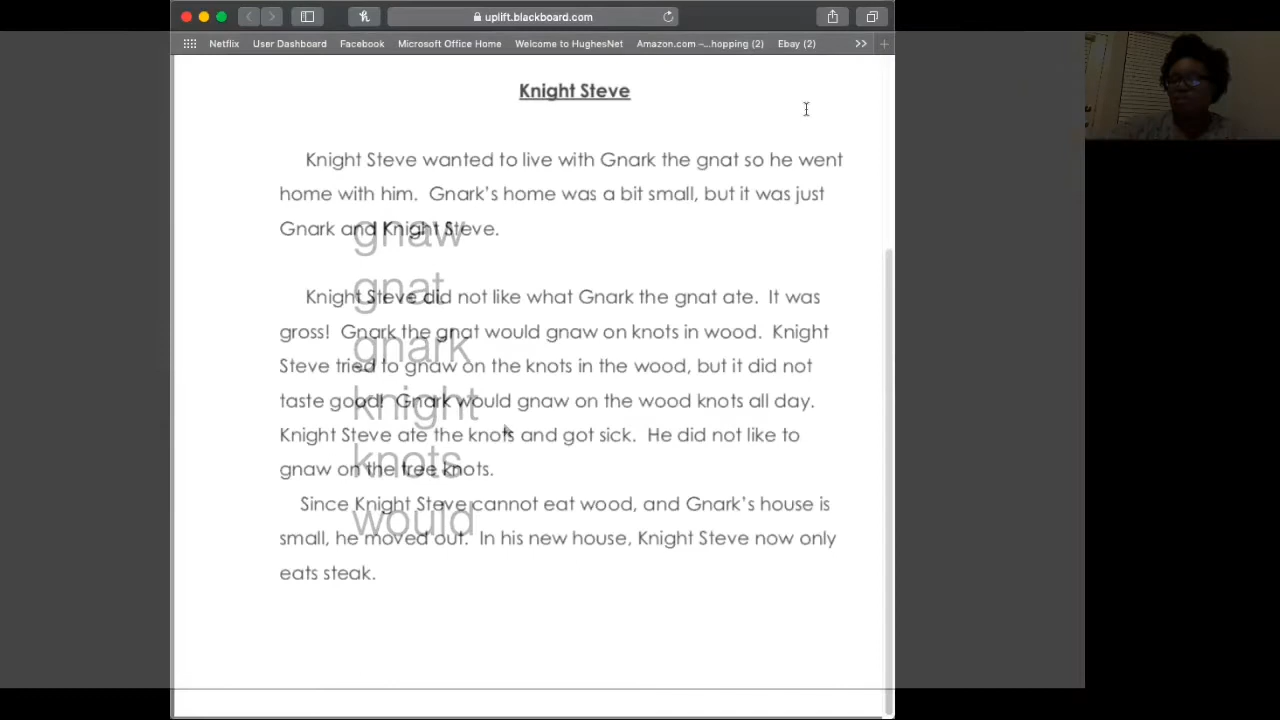 uplift.blackboard.com
Netflix User Dashboard Facebook Microsoft Office Home Welcome to HughesNet Amazon.com –...hopping (2) Ebay (2) >>
Knight Steve
Knight Steve wanted to live with Gnark the gnat so he went
home with him. Gnark's home was a bit small, but it was just
Gnark and Knight Steve.
Knight Steve did not like what Gnark the gnat ate. It was
gross! Gnark the gnat would gnaw on knots in wood. Knight
Steve tried to gnaw on the knots in the wood, but it did not
taste good! Gnark would gnaw on the wood knots all day.
Knight Steve ate the knots and got sick. He did not like to
gnaw on the tree knots.
Since Knight Steve cannot eat wood, and Gnark's house is
small, he moved out. In his new house, Knight Steve now only
eats steak.
gnaw
gnat
gnark
knight
knots
would